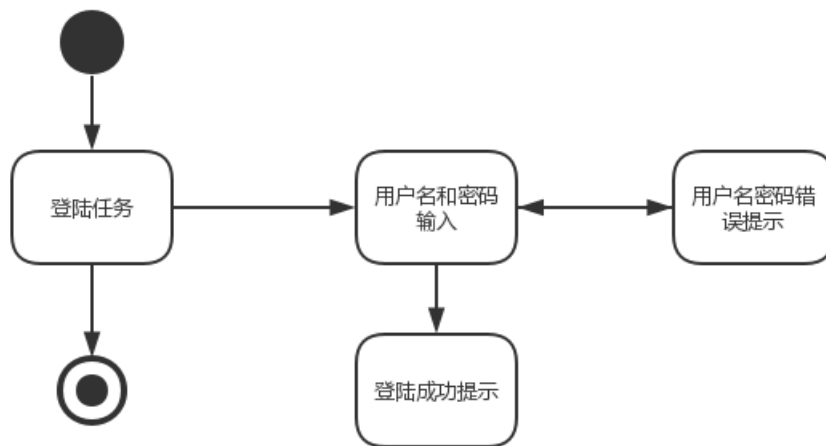 登陆任务
用户名和密码
输入
用户名密码错
误提示
登陆成功提示